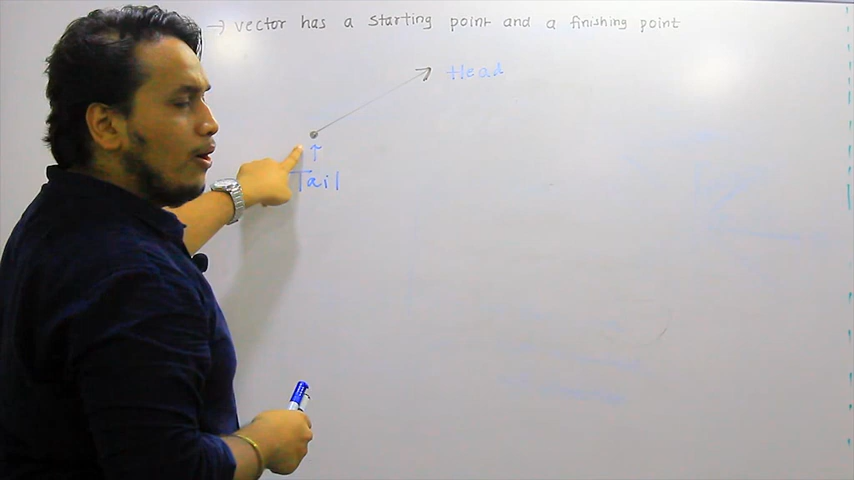 → vector has a starting point and a finishing point
Head
↑
Tail